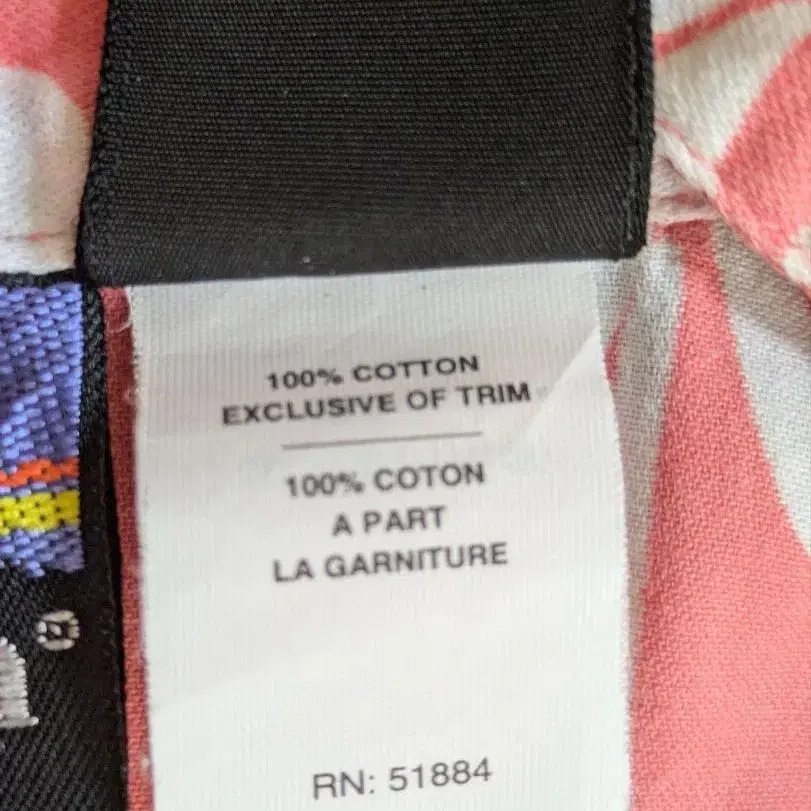 100% COTTON
EXCLUSIVE OF TRIM
100% COTON
A PART
LA GARNITURE
RN: 51884